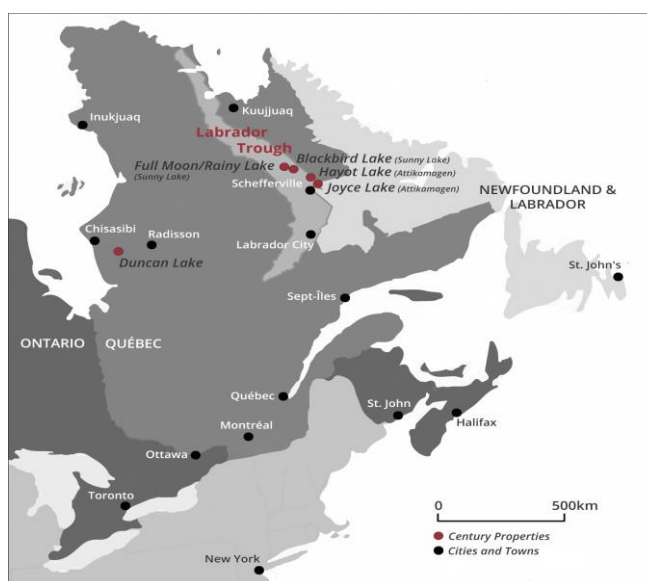 Inukjuaq
Kuujjuaq
Labrador
Trough
Blackbird Lake (Sunny Lake)
Full Moon/Rainy Lake
(Sunny Lake)
Hayot Lake (Attikamagen)
Schefferville
Joyce Lake (Attikamagen)
NEWFOUNDLAND &
LABRADOR
Chisasibi
Radisson
Labrador City
Duncan Lake
St. John's
Sept-Îles
ONTARIO
QUÉBEC
Québec
St. John
Montréal
Halifax
Ottawa
Toronto
0 500km
Century Properties
Cities and Towns
New York